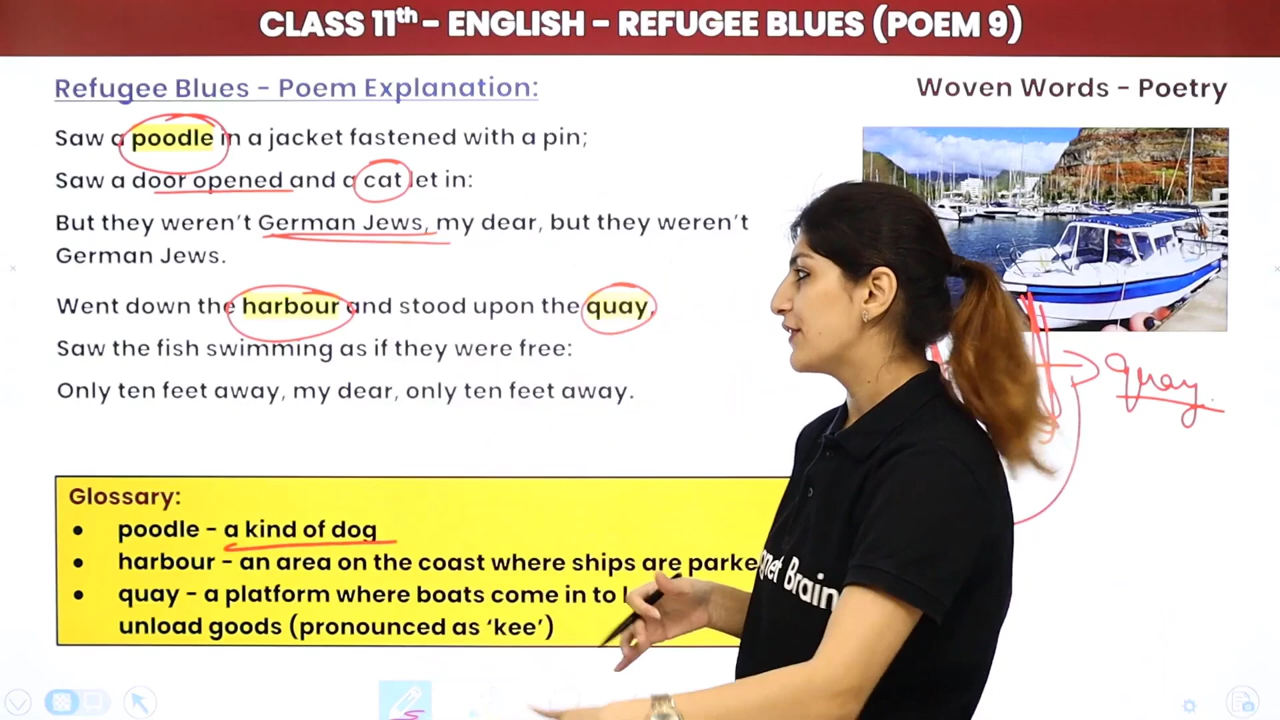 CLASS 11th – ENGLISH – REFUGEE BLUES (POEM 9)
Refugee Blues – Poem Explanation:
Woven Words – Poetry
Saw a poodle in a jacket fastened with a pin;
Saw a door opened and a cat let in:
But they weren't German Jews, my dear, but they weren't
German Jews.
Went down the harbour and stood upon the quay,
Saw the fish swimming as if they were free:
Only ten feet away, my dear, only ten feet away.
quay
Glossary:
• poodle – a kind of dog
• harbour – an area on the coast where ships are parke
• quay – a platform where boats come in to
unload goods (pronounced as 'kee')
gnet Brain